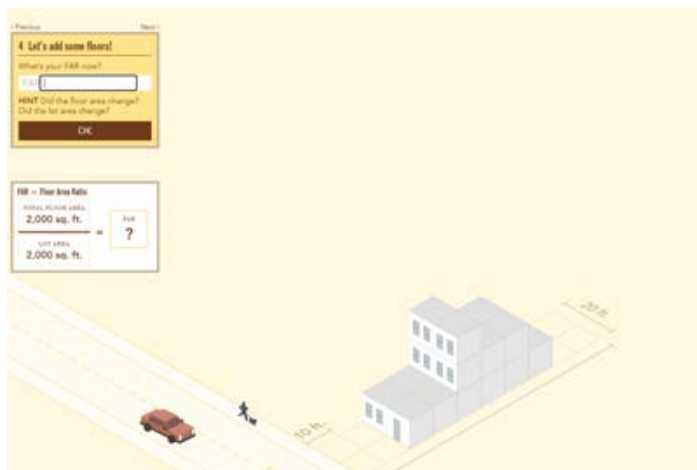 ‹ Previous
Next ›
4 Let's add some floors!
What's your FAR now?
FAR
HINT Did the floor area change?
Did the lot area change?
OK
FAR = Floor Area Ratio
TOTAL FLOOR AREA
2,000 sq. ft.
=
FAR
?
LOT AREA
2,000 sq. ft.
20 ft.
10 ft.